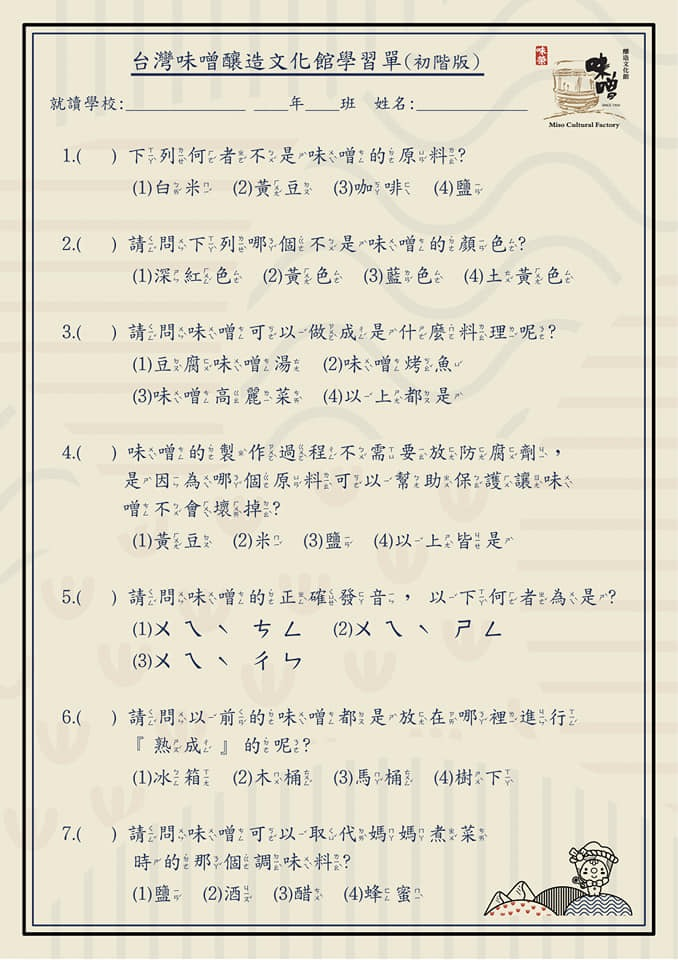 台灣味噌釀造文化館學習單(初階版)
味榮
味噌
釀造文化館
SINCE 1954
Miso Cultural Factory
就讀學校:______________ ____年____班 姓名:_____________
1.( ) 下列何者不是味噌的原料?
(1)白米 (2)黃豆 (3)咖啡 (4)鹽
2.( ) 請問下列哪個不是味噌的顏色?
(1)深紅色 (2)黃色 (3)藍色 (4)土黃色
3.( ) 請問味噌可以做成是什麼料理呢?
(1)豆腐味噌湯 (2)味噌烤魚
(3)味噌高麗菜 (4)以上都是
4.( ) 味噌的製作過程不需要放防腐劑，
是因為哪個原料可以幫助保護讓味
噌不會壞掉?
(1)黃豆 (2)米 (3)鹽 (4)以上皆是
5.( ) 請問味噌的正確發音， 以下何者為是?
(1)ㄨㄟˋ ㄘㄥ (2)ㄨㄟˋ ㄕㄥ
(3)ㄨㄟˋ ㄔㄣ
6.( ) 請問以前的味噌都是放在哪裡進行
『熟成』的呢?
(1)冰箱 (2)木桶 (3)馬桶 (4)樹下
7.( ) 請問味噌可以取代媽媽煮菜
時的那個調味料?
(1)鹽 (2)酒 (3)醋 (4)蜂蜜